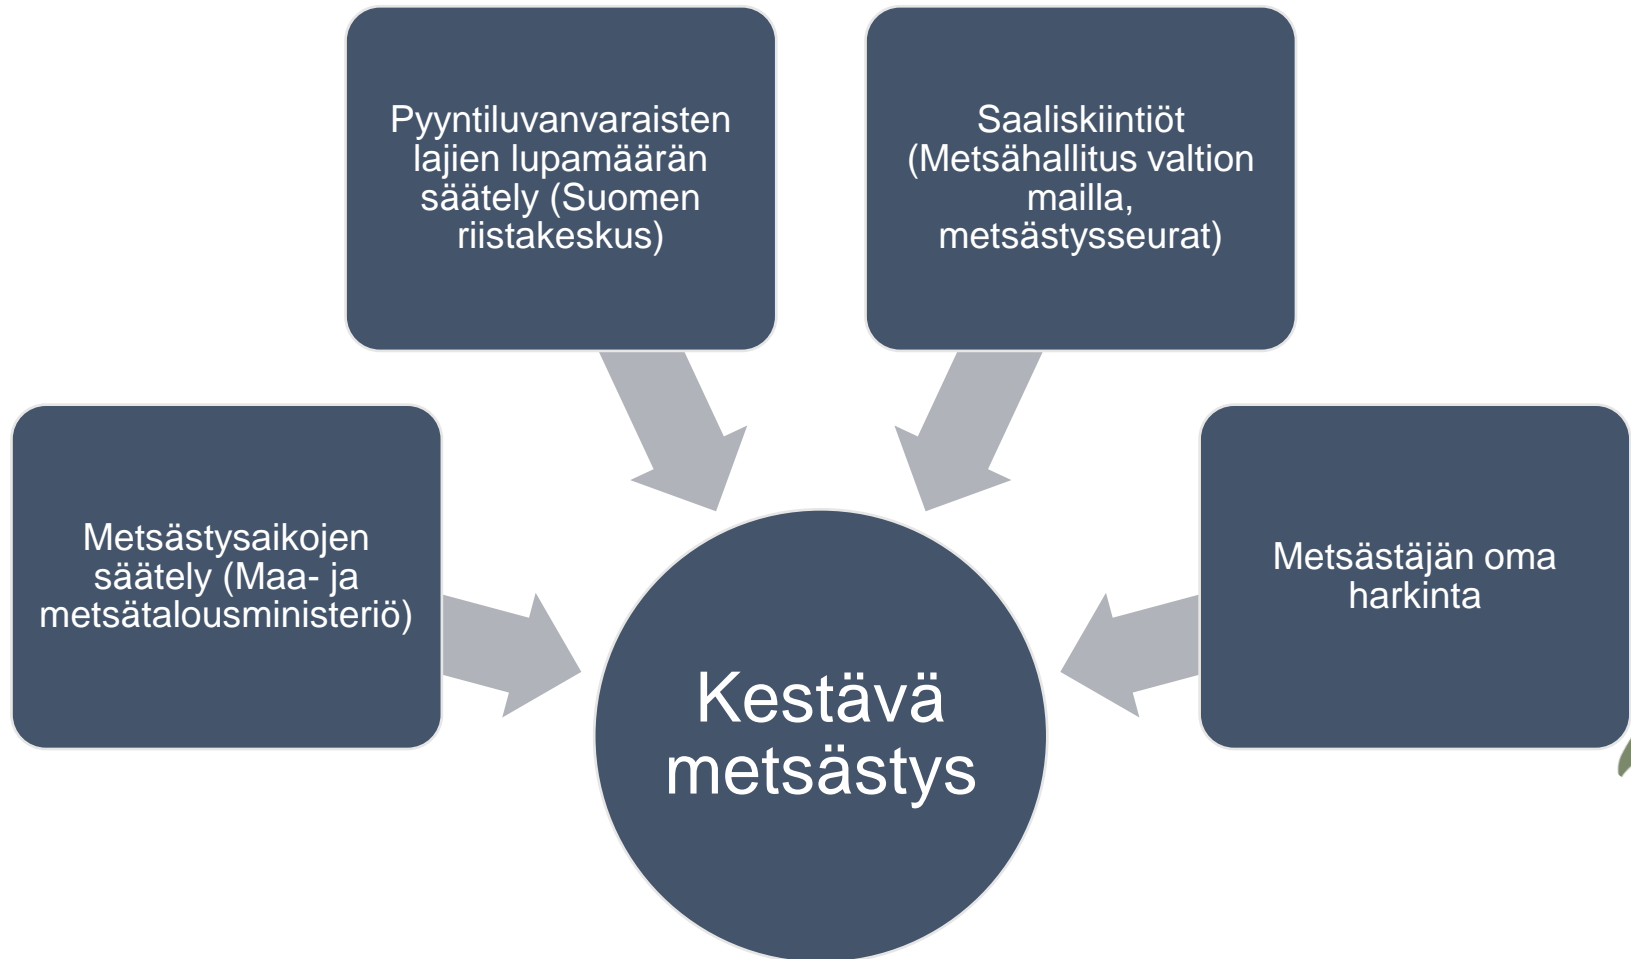 Pyyntiluvanvaraisten
lajien lupamäärän
säätely (Suomen
riistakeskus)
Saaliskiintiöt
(Metsähallitus valtion
mailla,
metsästysseurat)
Metsästysaikojen
säätely (Maa- ja
metsätalousministeriö)
Metsästäjän oma
harkinta
Kestävä
metsästys